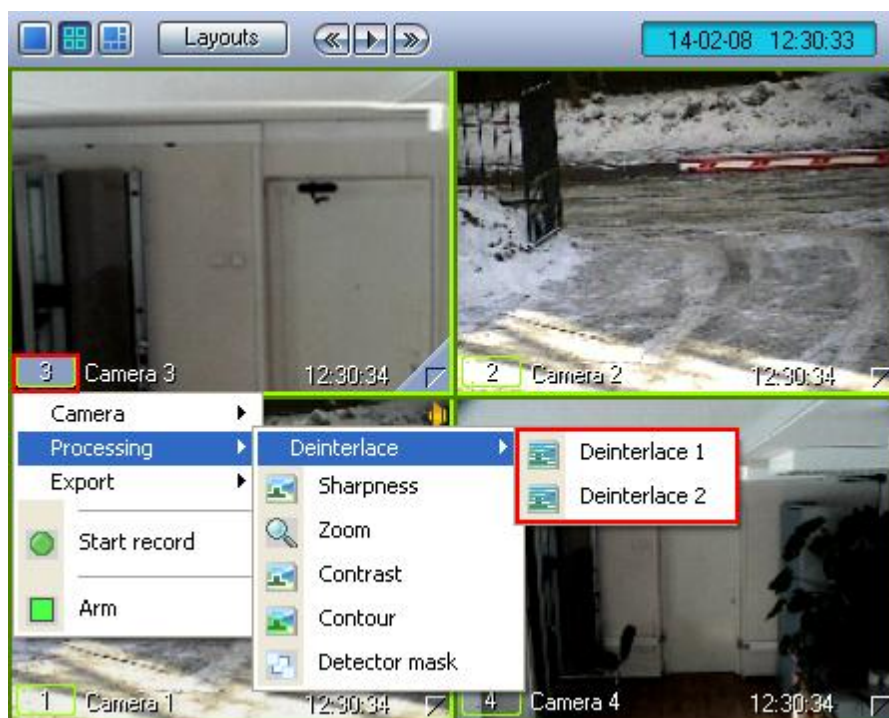 Layouts
14-02-08 12:30:33
3 Camera 3 12:30:34
2 Camera 2 12:30:34
Camera
Processing
Export
Start record
Arm
Deinterlace
Sharpness
Zoom
Contrast
Contour
Detector mask
Deinterlace 1
Deinterlace 2
1 Camera 1 12:30:34
4 Camera 4 12:30:34